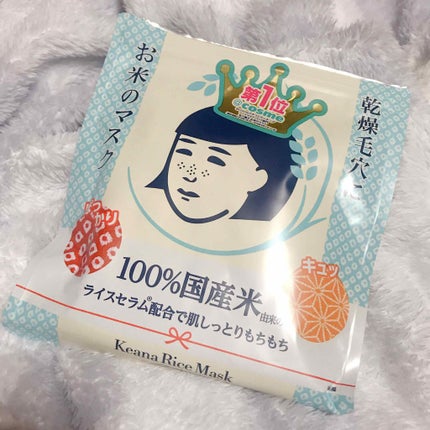 乾燥毛穴に
お米のマスク
第1位
@cosme
キュッ
100%国産米
由来の
ライスセラム®配合で肌しっとりもちもち
Keana Rice Mask